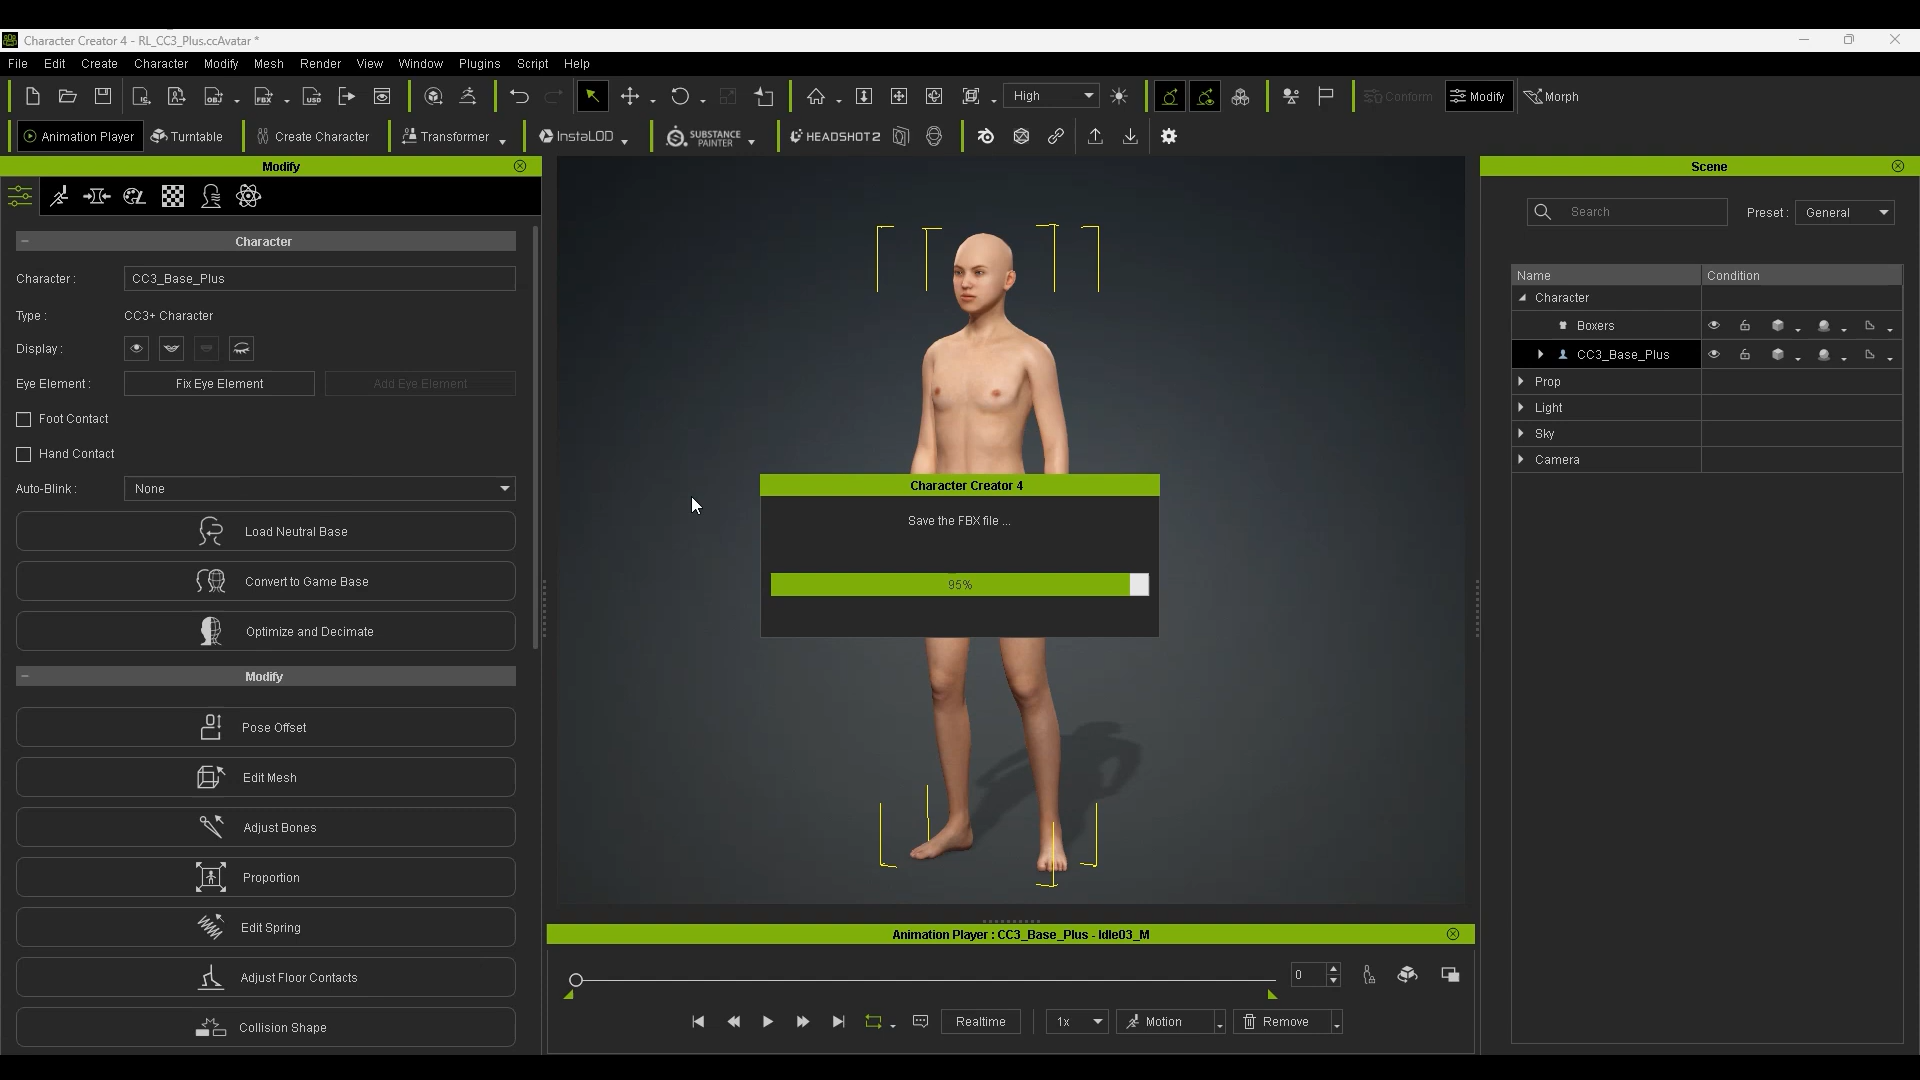 Character Creator 4 - RL_CC3_Plus.ccAvatar *
File Edit Create Character Modify Mesh Render View Window Plugins Script Help
OBJ FBX USD High Conform Modify Morph
Animation Player Turntable Create Character Transformer InstaLOD SUBSTANCE PAINTER HEADSHOT 2
Modify
Character
Character :
CC3_Base_Plus
Type :
CC3+ Character
Display :
Eye Element :
Fix Eye Element
Add Eye Element
Foot Contact
Hand Contact
Auto-Blink :
None
Load Neutral Base
Convert to Game Base
Optimize and Decimate
Modify
Pose Offset
Edit Mesh
Adjust Bones
Proportion
Edit Spring
Adjust Floor Contacts
Collision Shape
Character Creator 4
Save the FBX file ...
95%
Animation Player : CC3_Base_Plus - Idle03_M
0
Realtime
1x
Motion
Remove
Scene
Search
Preset :
General
Name
Condition
Character
Boxers
CC3_Base_Plus
Prop
Light
Sky
Camera